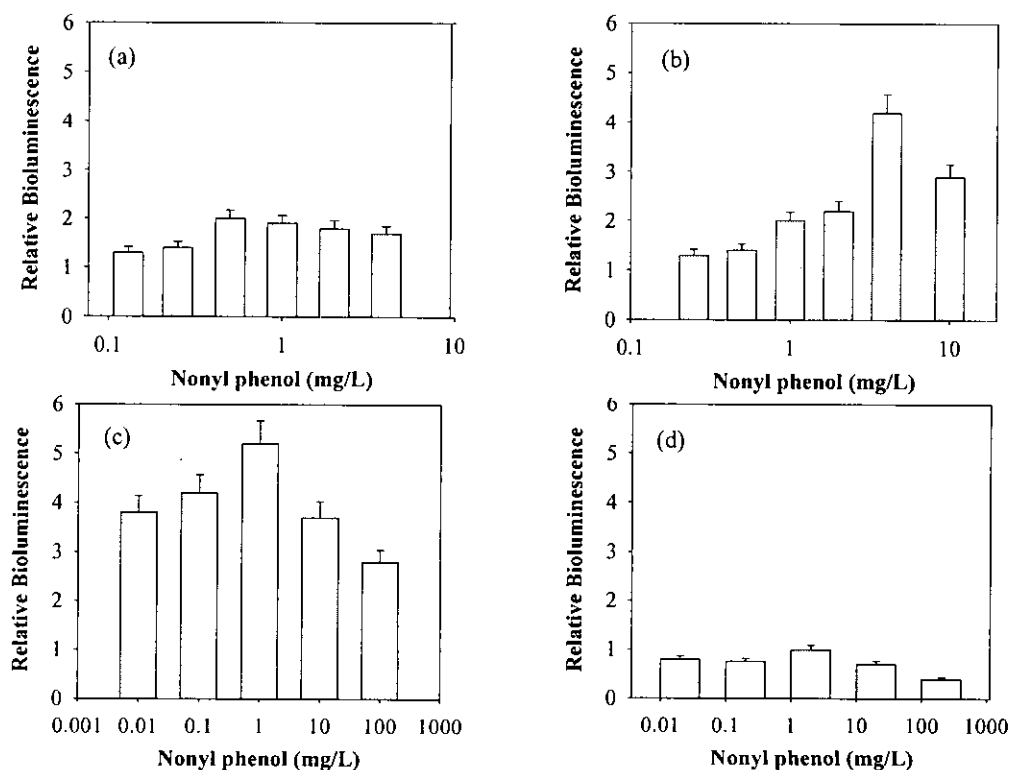 6
5
4
3
2
1
0
Relative Bioluminescence
(a)
0.1 1 10
Nonyl phenol (mg/L)
6
5
4
3
2
1
0
Relative Bioluminescence
(b)
0.1 1 10
Nonyl phenol (mg/L)
6
5
4
3
2
1
0
Relative Bioluminescence
(c)
0.001 0.01 0.1 1 10 100 1000
Nonyl phenol (mg/L)
6
5
4
3
2
1
0
Relative Bioluminescence
(d)
0.01 0.1 1 10 100 1000
Nonyl phenol (mg/L)